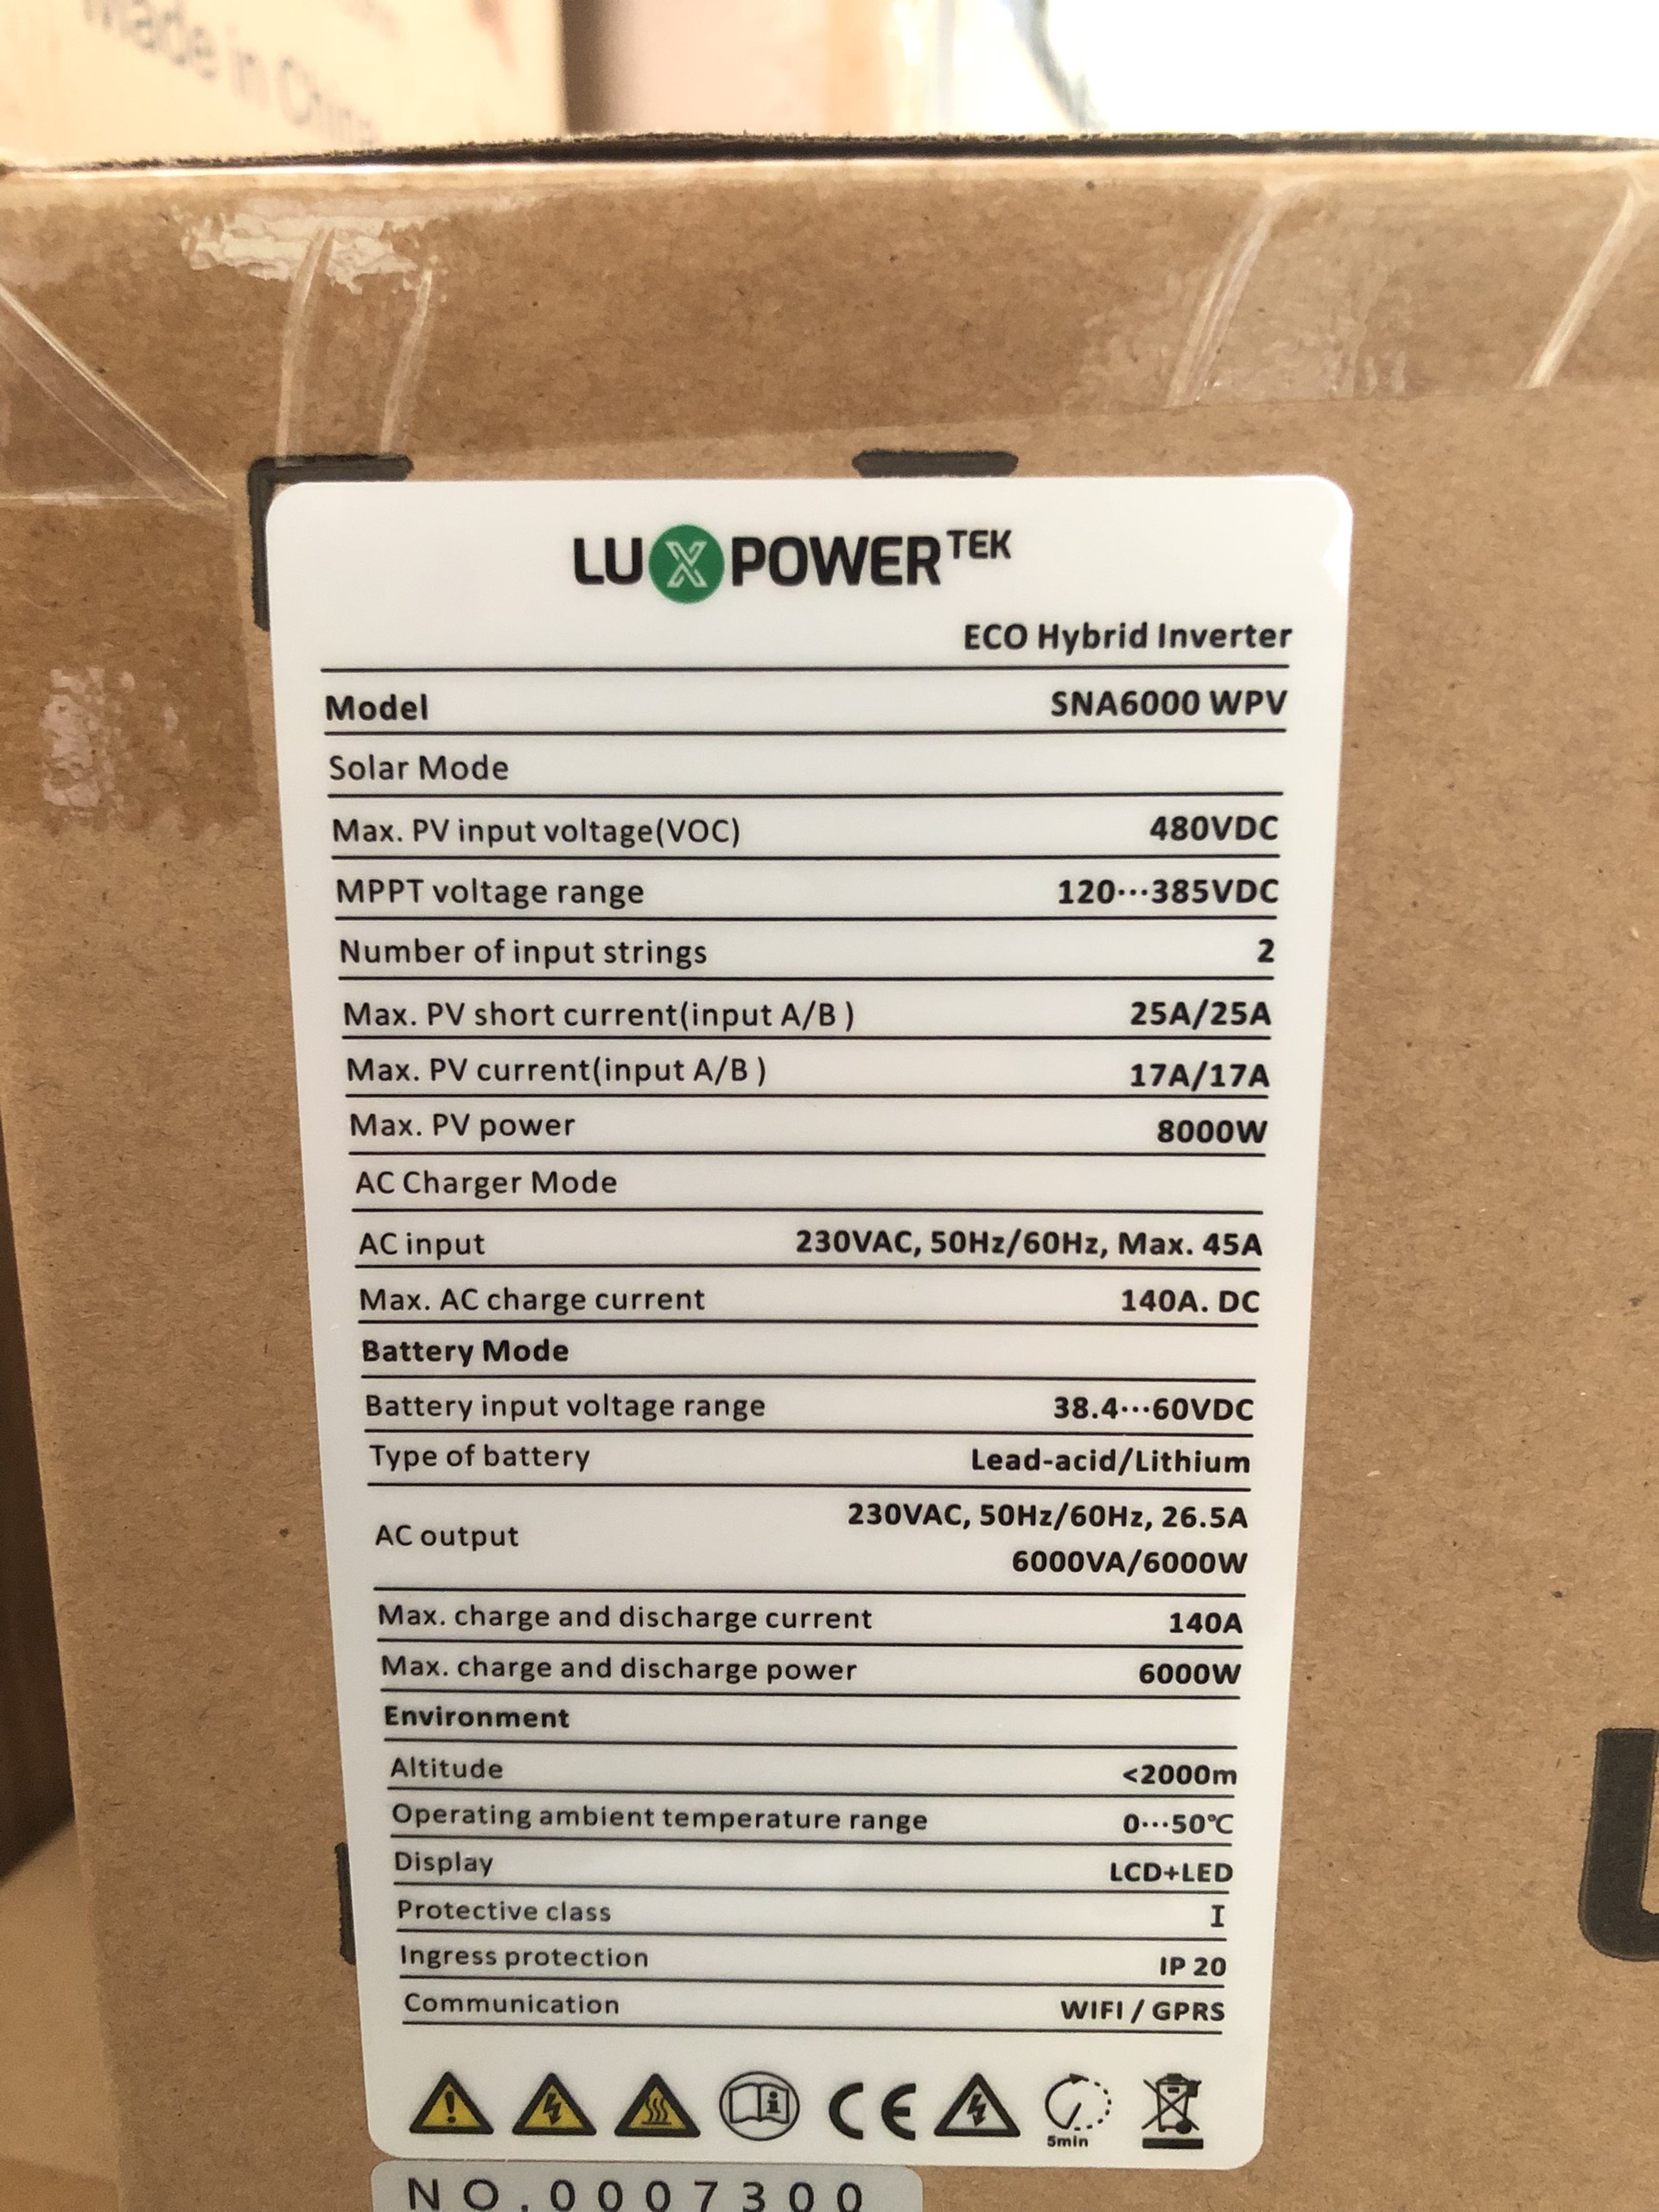 Made in China
LUXPOWERTEK
ECO Hybrid Inverter
Model SNA6000 WPV
Solar Mode
Max. PV input voltage(VOC) 480VDC
MPPT voltage range 120···385VDC
Number of input strings 2
Max. PV short current(input A/B ) 25A/25A
Max. PV current(input A/B ) 17A/17A
Max. PV power 8000W
AC Charger Mode
AC input 230VAC, 50Hz/60Hz, Max. 45A
Max. AC charge current 140A. DC
Battery Mode
Battery input voltage range 38.4···60VDC
Type of battery Lead-acid/Lithium
AC output 230VAC, 50Hz/60Hz, 26.5A
6000VA/6000W
Max. charge and discharge current 140A
Max. charge and discharge power 6000W
Environment
Altitude <2000m
Operating ambient temperature range 0···50℃
Display LCD+LED
Protective class I
Ingress protection IP 20
Communication WIFI / GPRS
CE
5min
NO.0007300